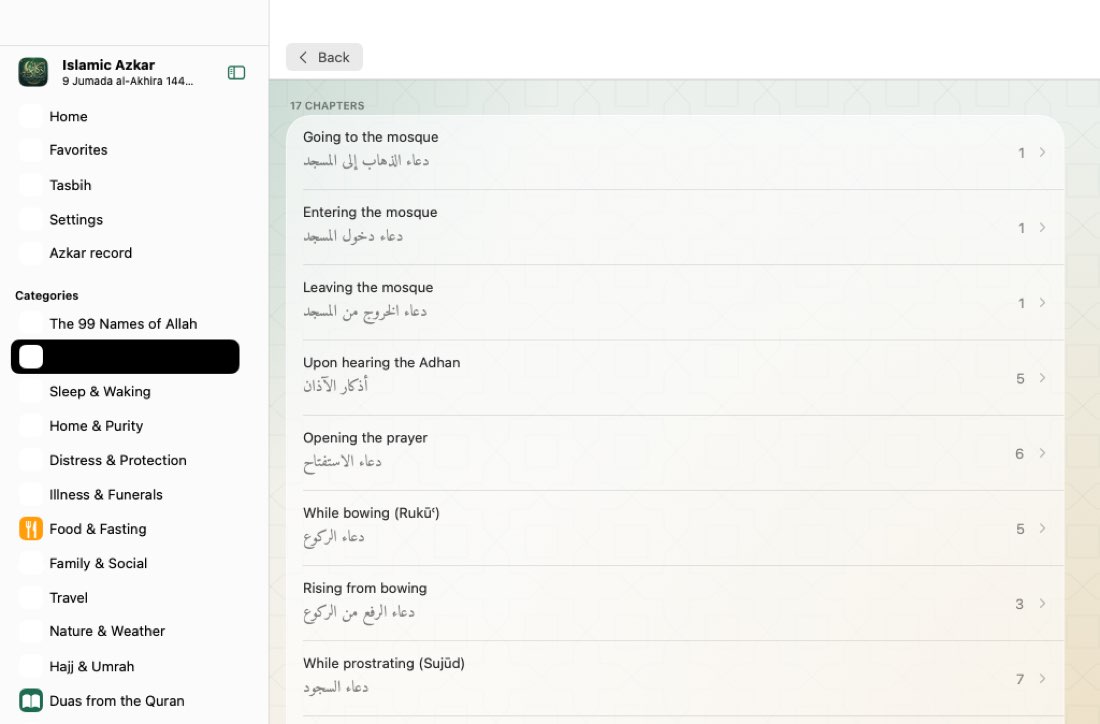 Islamic Azkar
9 Jumada al-Akhira 144...
Home
Favorites
Tasbih
Settings
Azkar record
Categories
The 99 Names of Allah
Sleep & Waking
Home & Purity
Distress & Protection
Illness & Funerals
Food & Fasting
Family & Social
Travel
Nature & Weather
Hajj & Umrah
Duas from the Quran
Back
17 CHAPTERS
Going to the mosque
دعاء الذهاب إلى المسجد
1
Entering the mosque
دعاء دخول المسجد
1
Leaving the mosque
دعاء الخروج من المسجد
1
Upon hearing the Adhan
أذكار الآذان
5
Opening the prayer
دعاء الاستفتاح
6
While bowing (Rukūʿ)
دعاء الركوع
5
Rising from bowing
دعاء الرفع من الركوع
3
While prostrating (Sujūd)
دعاء السجود
7